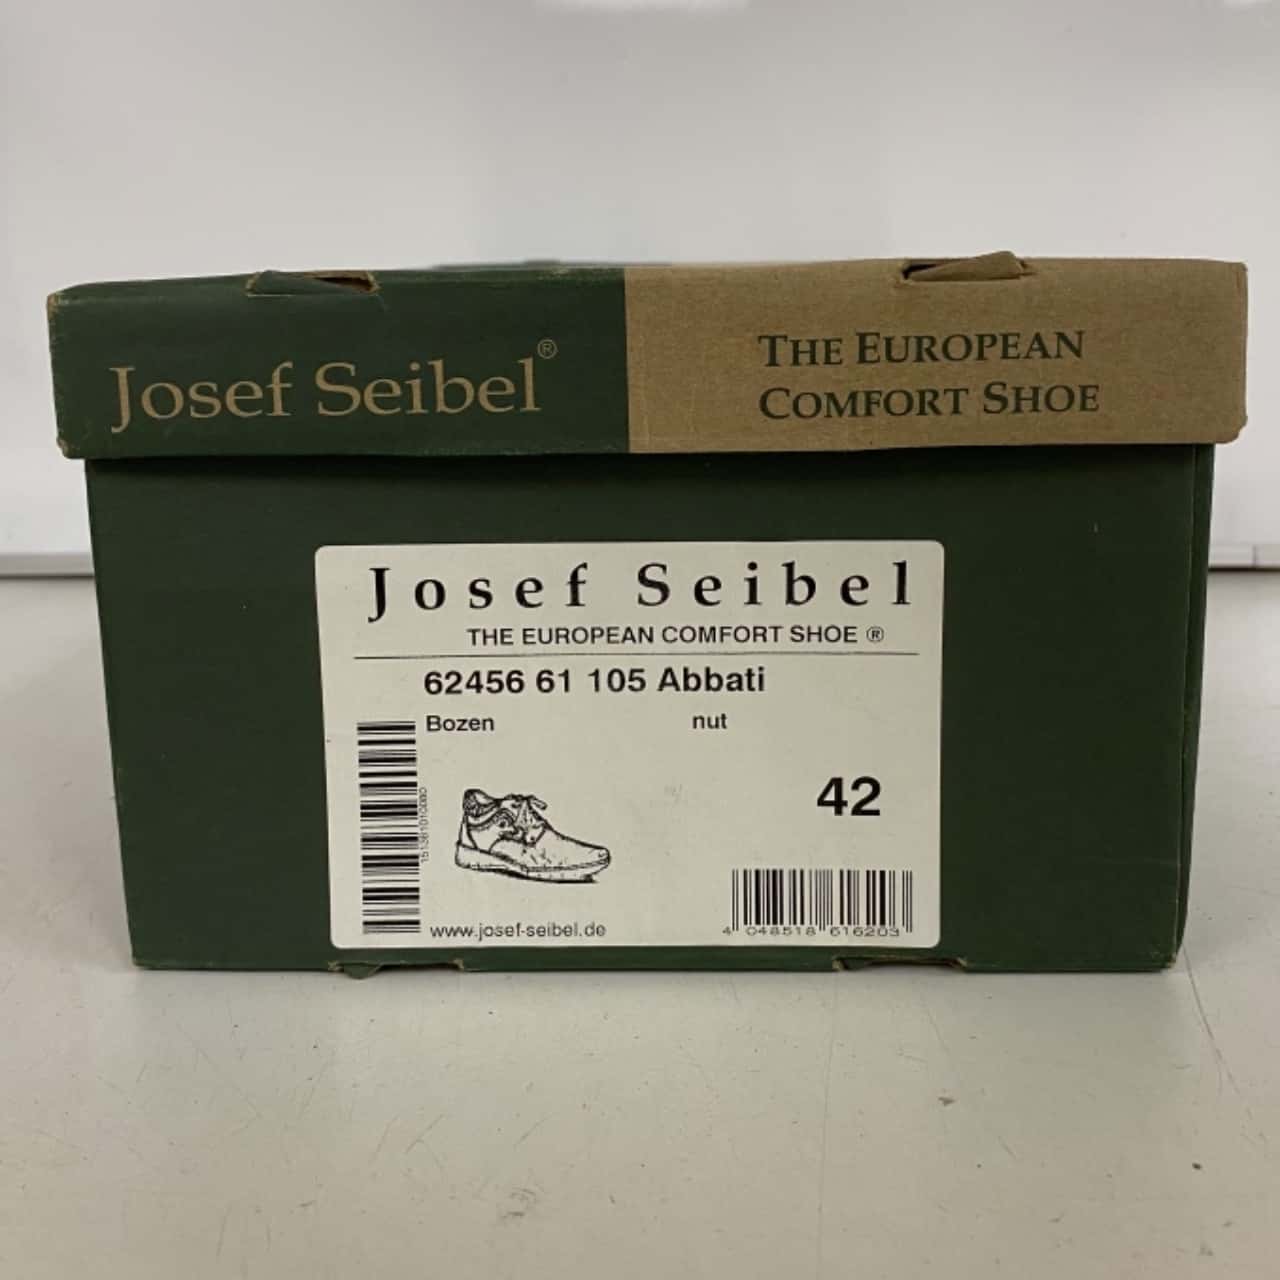 Josef Seibel®
THE EUROPEAN
COMFORT SHOE
Josef Seibel
THE EUROPEAN COMFORT SHOE ®
62456 61 105 Abbati
Bozen nut
42
www.josef-seibel.de
4 048518 616203